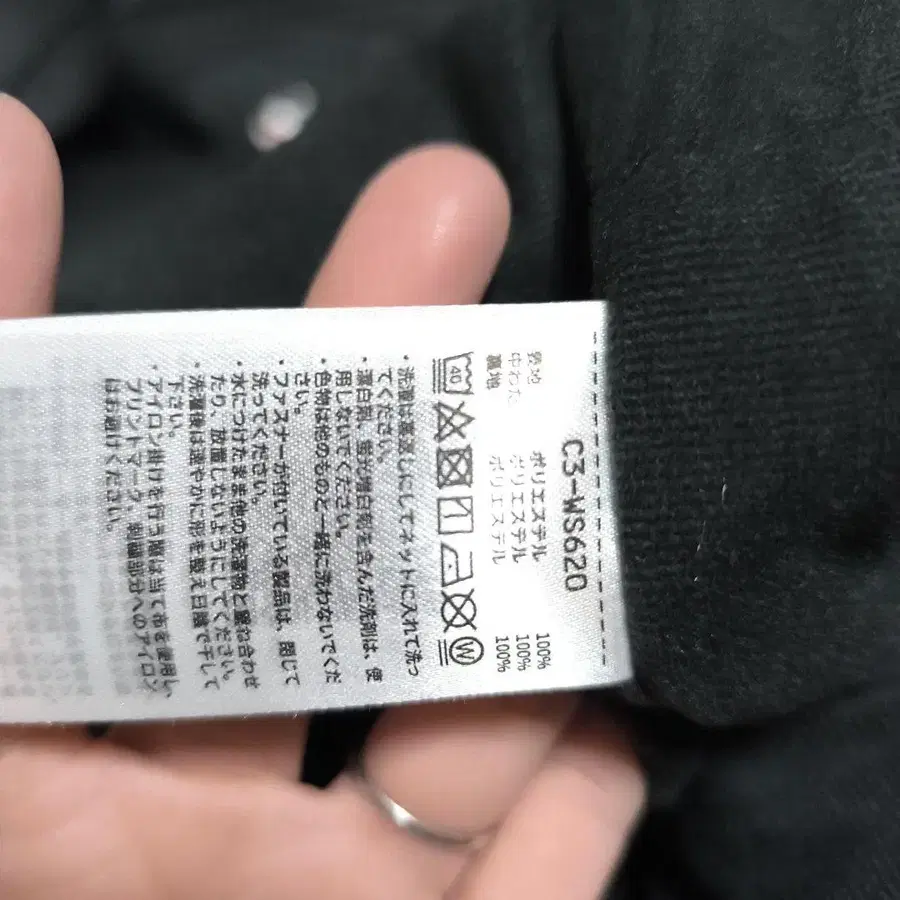 C3-WS620
表地 ポリエステル 100%
中わた ポリエステル 100%
裏地 ポリエステル 100%
40
W
・洗濯は裏返しにしてネットに入れて洗っ
てください。
・漂白剤、蛍光増白剤を含んだ洗剤は、使
用しないでください。
・色物は他のものと一緒に洗わないでくだ
さい。
・ファスナーが付いている製品は、閉じて
洗ってください。
・水につけたまま他の洗濯物と重ね合わせ
たり、放置しないようにしてください。
・洗濯後は速やかに形を整え日陰で干して
下さい。
・アイロン掛けを行う際は当て布を使用し、
プリントマーク、刺繍部分へのアイロン
はお避けください。